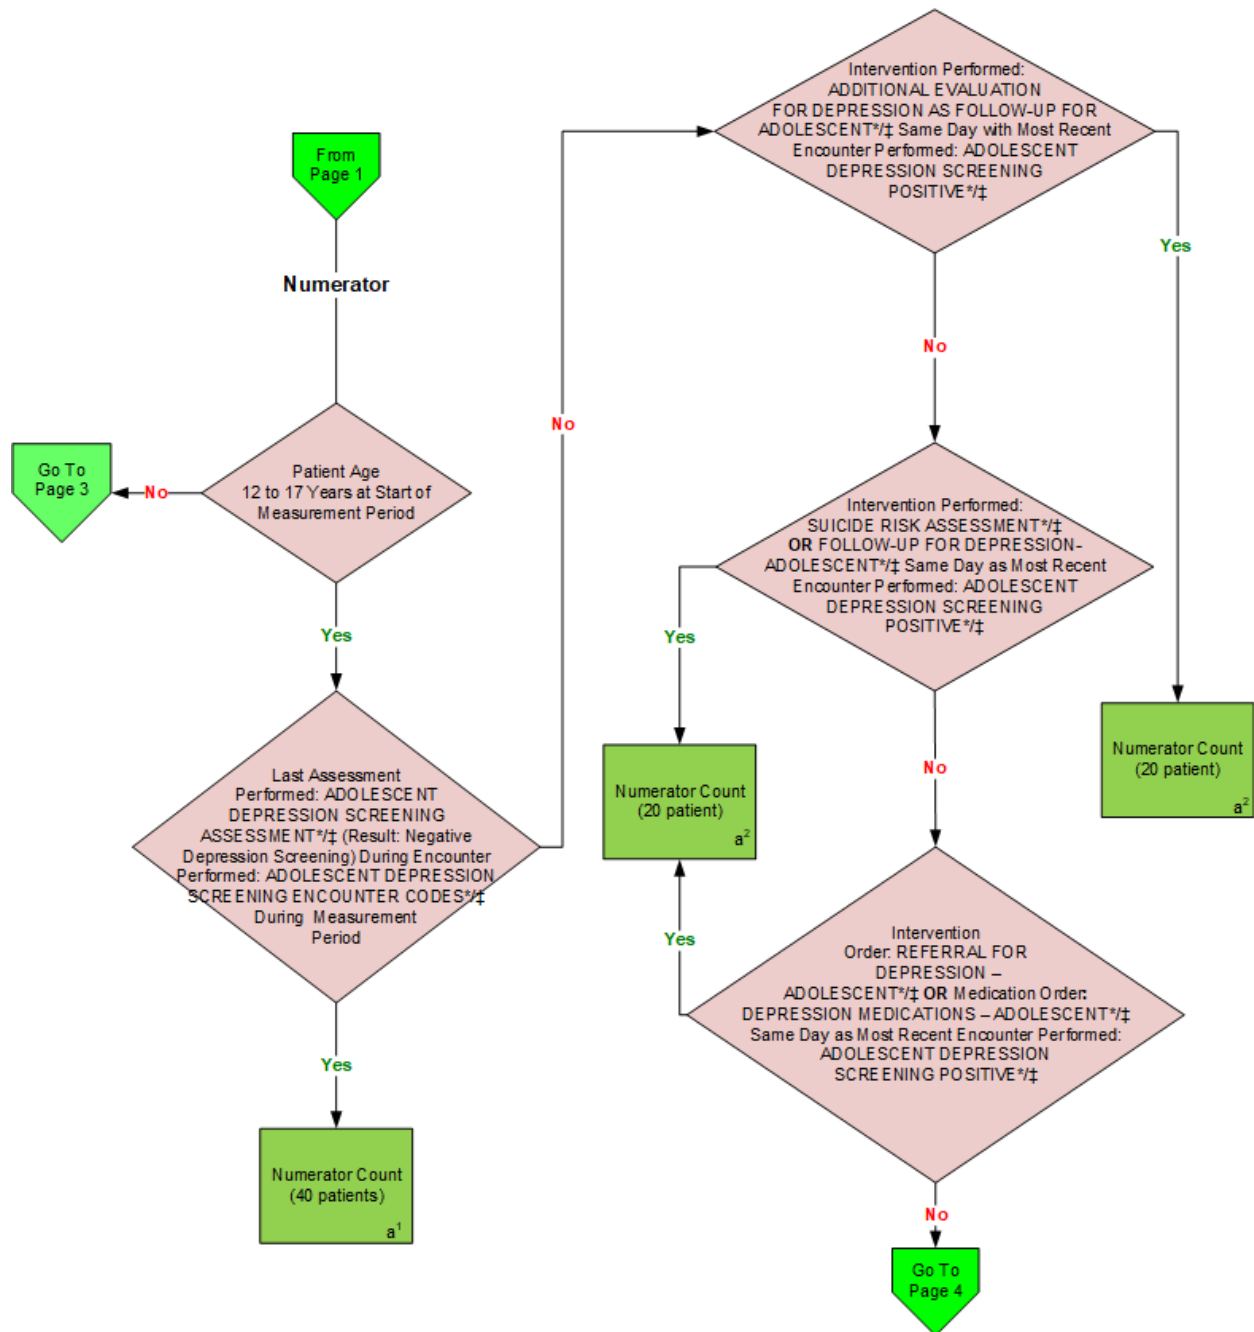 From
Page 1
Numerator
Patient Age
12 to 17 Years at Start of
Measurement Period
No
Go To
Page 3
Yes
Last Assessment
Performed: ADOLESCENT
DEPRESSION SCREENING
ASSESSMENT*/‡ (Result: Negative
Depression Screening) During Encounter
Performed: ADOLESCENT DEPRESSION
SCREENING ENCOUNTER CODES*/‡
During Measurement
Period
Yes
Numerator Count
(40 patients)
a¹
No
Intervention Performed:
ADDITIONAL EVALUATION
FOR DEPRESSION AS FOLLOW-UP FOR
ADOLESCENT*/‡ Same Day with Most Recent
Encounter Performed: ADOLESCENT
DEPRESSION SCREENING
POSITIVE*/‡
Yes
Numerator Count
(20 patient)
a²
No
Intervention Performed:
SUICIDE RISK ASSESSMENT*/‡
OR FOLLOW-UP FOR DEPRESSION–
ADOLESCENT*/‡ Same Day as Most Recent
Encounter Performed: ADOLESCENT
DEPRESSION SCREENING
POSITIVE*/‡
Yes
Numerator Count
(20 patient)
a²
No
Intervention
Order: REFERRAL FOR
DEPRESSION –
ADOLESCENT*/‡ OR Medication Order:
DEPRESSION MEDICATIONS – ADOLESCENT*/‡
Same Day as Most Recent Encounter Performed:
ADOLESCENT DEPRESSION
SCREENING POSITIVE*/‡
Yes
No
Go To
Page 4